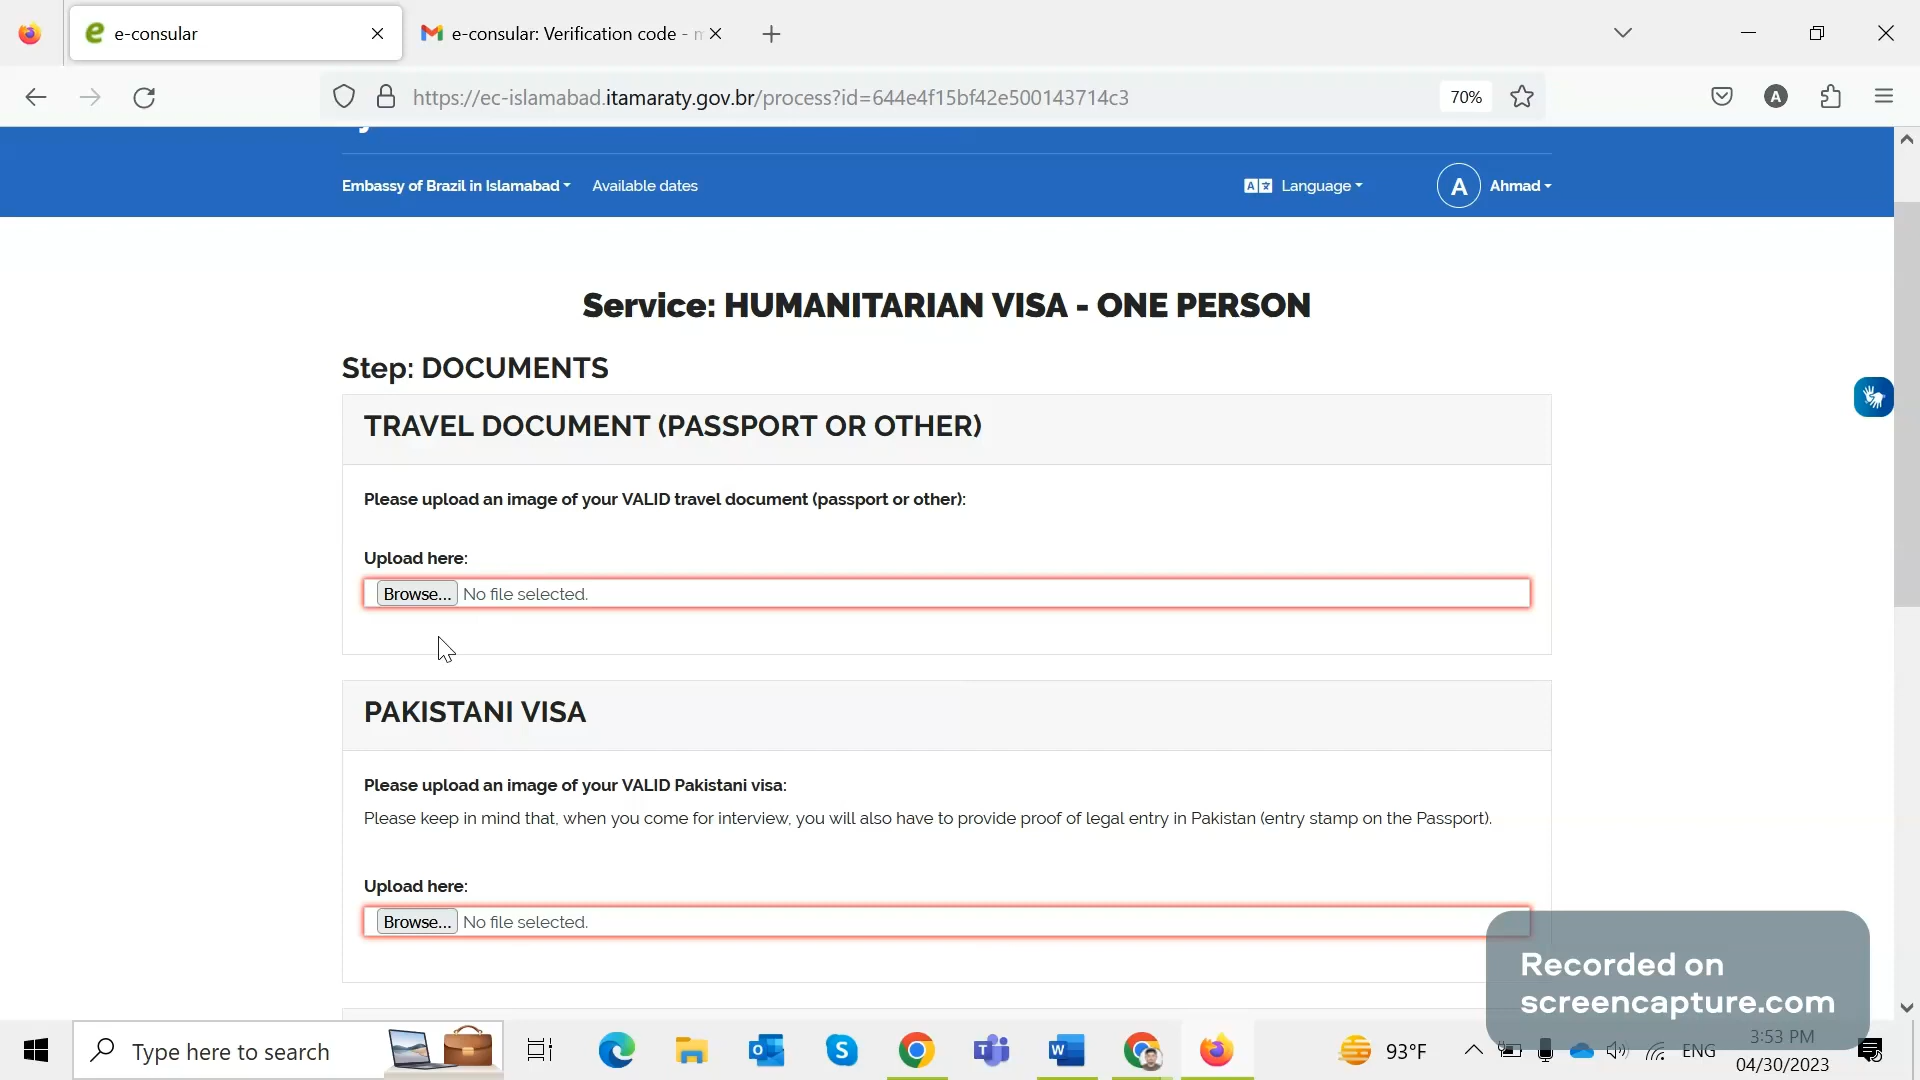 e-consular
e-consular: Verification code -
https://ec-islamabad.itamaraty.gov.br/process?id=644e4f15bf42e500143714c3
70%
A
Embassy of Brazil in Islamabad
Available dates
Language
A
Ahmad
Service: HUMANITARIAN VISA - ONE PERSON
Step: DOCUMENTS
TRAVEL DOCUMENT (PASSPORT OR OTHER)
Please upload an image of your VALID travel document (passport or other):
Upload here:
Browse... No file selected.
PAKISTANI VISA
Please upload an image of your VALID Pakistani visa:
Please keep in mind that, when you come for interview, you will also have to provide proof of legal entry in Pakistan (entry stamp on the Passport).
Upload here:
Browse... No file selected.
Recorded on
screencapture.com
Type here to search
93°F
ENG
3:53 PM
04/30/2023